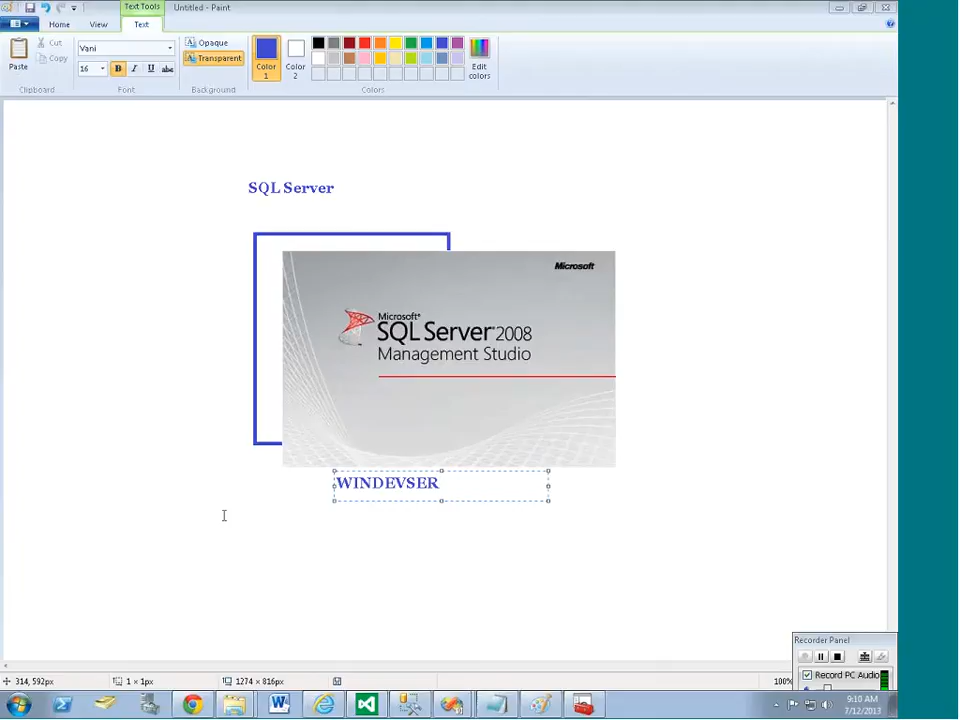 Text Tools
Untitled - Paint
Home
View
Text
Paste
Cut
Copy
Clipboard
Vani
16
B
I
U
abc
Font
Opaque
Transparent
Background
Color 1
Color 2
Edit colors
Colors
SQL Server
Microsoft
Microsoft®
SQL Server 2008
Management Studio
WINDEVSER
Recorder Panel
Record PC Audio
314, 592px
1 × 1px
1274 × 816px
100%
9:10 AM
7/12/2013